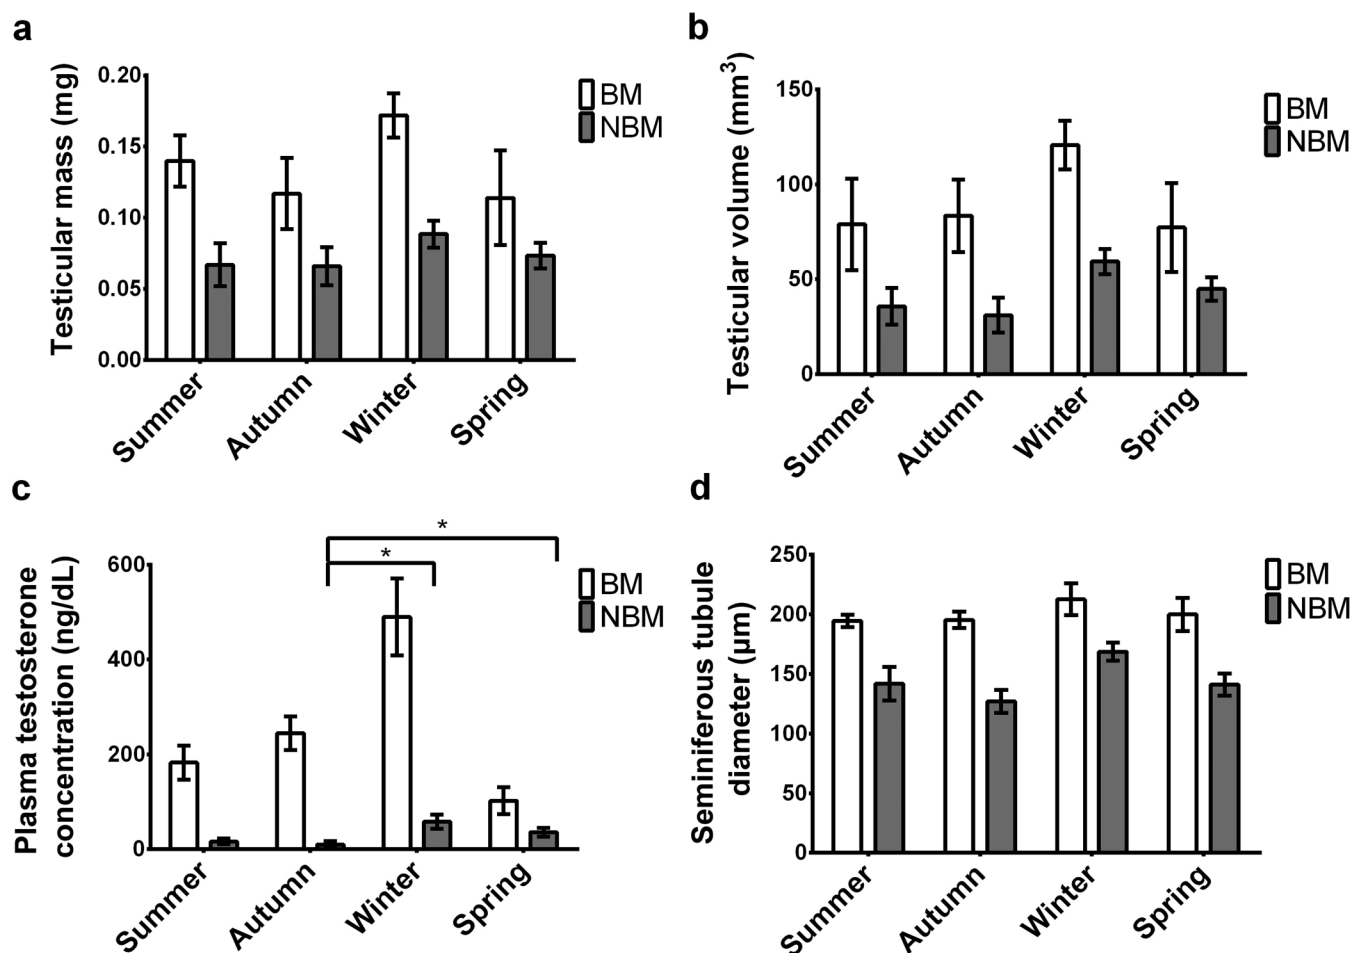 a
Testicular mass (mg)
0.20
0.15
0.10
0.05
0.00
Summer
Autumn
Winter
Spring
BM
NBM
b
Testicular volume (mm³)
150
100
50
0
Summer
Autumn
Winter
Spring
BM
NBM
c
Plasma testosterone
concentration (ng/dL)
600
400
200
0
*
*
Summer
Autumn
Winter
Spring
BM
NBM
d
Seminiferous tubule
diameter (µm)
250
200
150
100
50
0
Summer
Autumn
Winter
Spring
BM
NBM